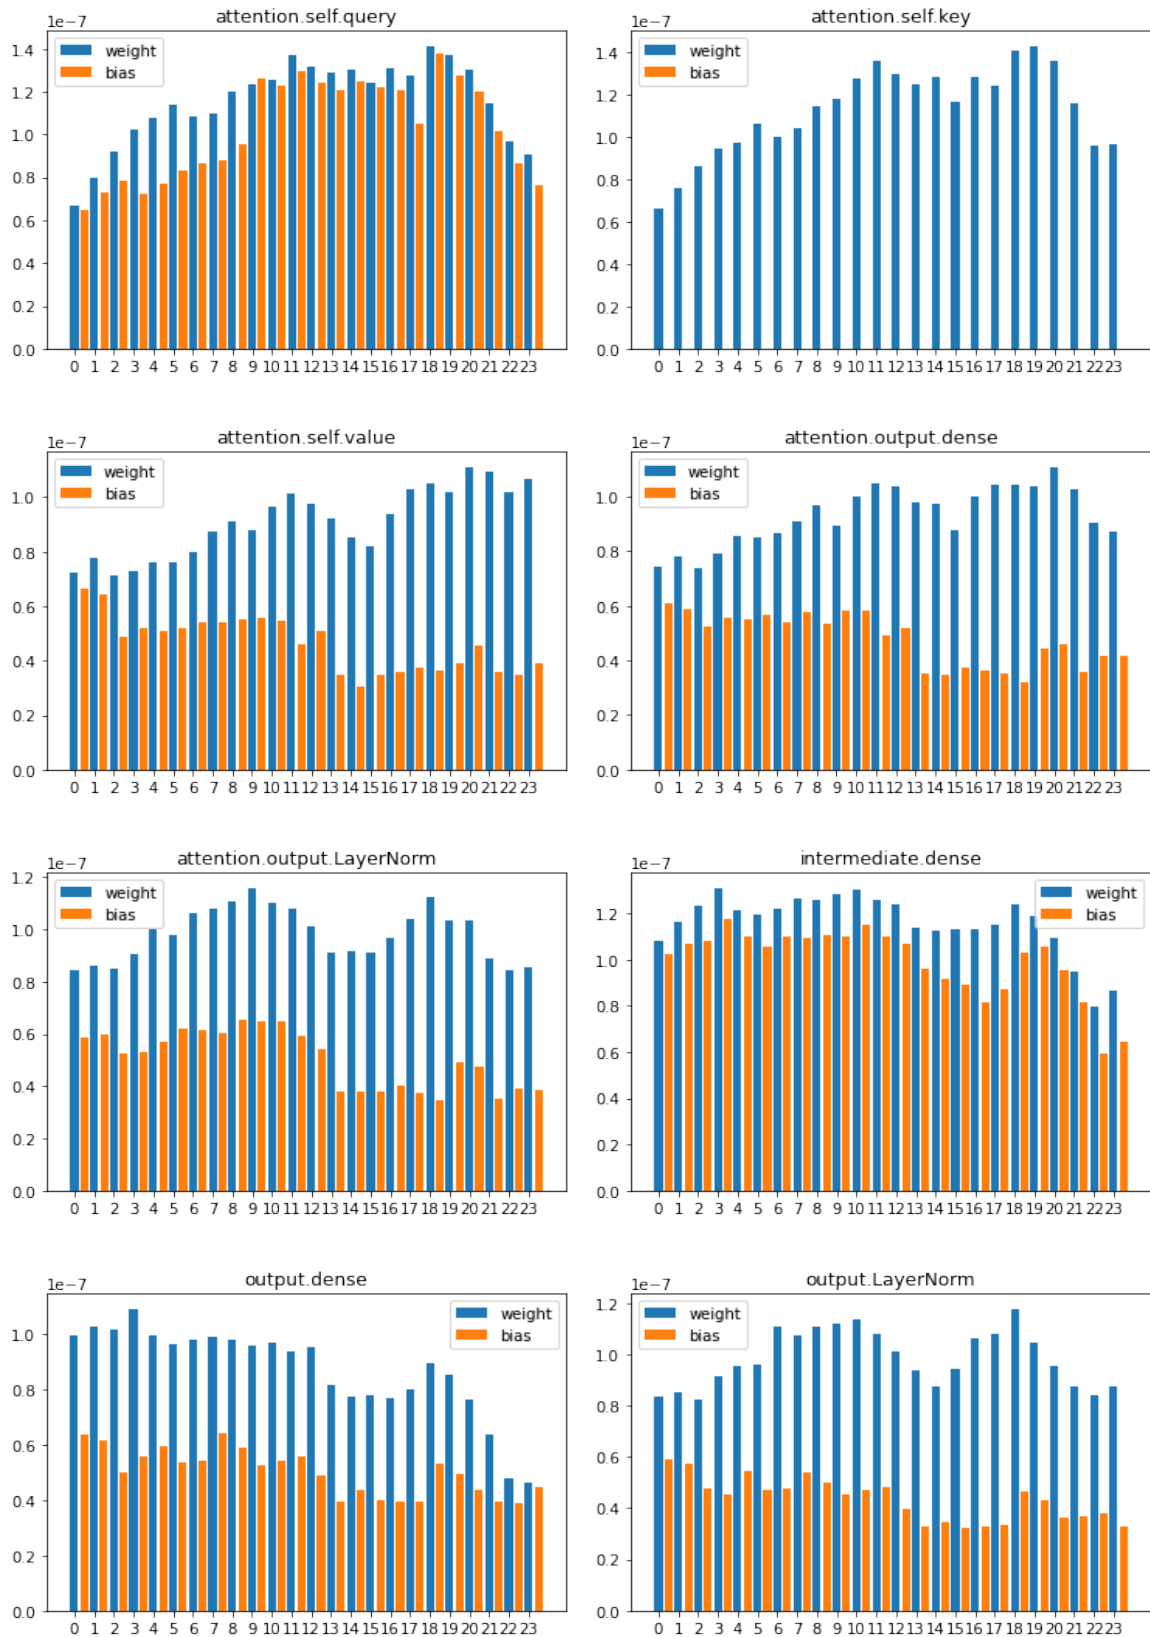 attention.self.query
1e−7
weight
bias
1.4
1.2
1.0
0.8
0.6
0.4
0.2
0.0
0 1 2 3 4 5 6 7 8 9 10 11 12 13 14 15 16 17 18 19 20 21 22 23
attention.self.key
1e−7
weight
bias
1.4
1.2
1.0
0.8
0.6
0.4
0.2
0.0
0 1 2 3 4 5 6 7 8 9 10 11 12 13 14 15 16 17 18 19 20 21 22 23
attention.self.value
1e−7
weight
bias
1.0
0.8
0.6
0.4
0.2
0.0
0 1 2 3 4 5 6 7 8 9 10 11 12 13 14 15 16 17 18 19 20 21 22 23
attention.output.dense
1e−7
weight
bias
1.0
0.8
0.6
0.4
0.2
0.0
0 1 2 3 4 5 6 7 8 9 10 11 12 13 14 15 16 17 18 19 20 21 22 23
attention.output.LayerNorm
1e−7
weight
bias
1.2
1.0
0.8
0.6
0.4
0.2
0.0
0 1 2 3 4 5 6 7 8 9 10 11 12 13 14 15 16 17 18 19 20 21 22 23
intermediate.dense
1e−7
weight
bias
1.2
1.0
0.8
0.6
0.4
0.2
0.0
0 1 2 3 4 5 6 7 8 9 10 11 12 13 14 15 16 17 18 19 20 21 22 23
output.dense
1e−7
weight
bias
1.0
0.8
0.6
0.4
0.2
0.0
0 1 2 3 4 5 6 7 8 9 10 11 12 13 14 15 16 17 18 19 20 21 22 23
output.LayerNorm
1e−7
weight
bias
1.2
1.0
0.8
0.6
0.4
0.2
0.0
0 1 2 3 4 5 6 7 8 9 10 11 12 13 14 15 16 17 18 19 20 21 22 23